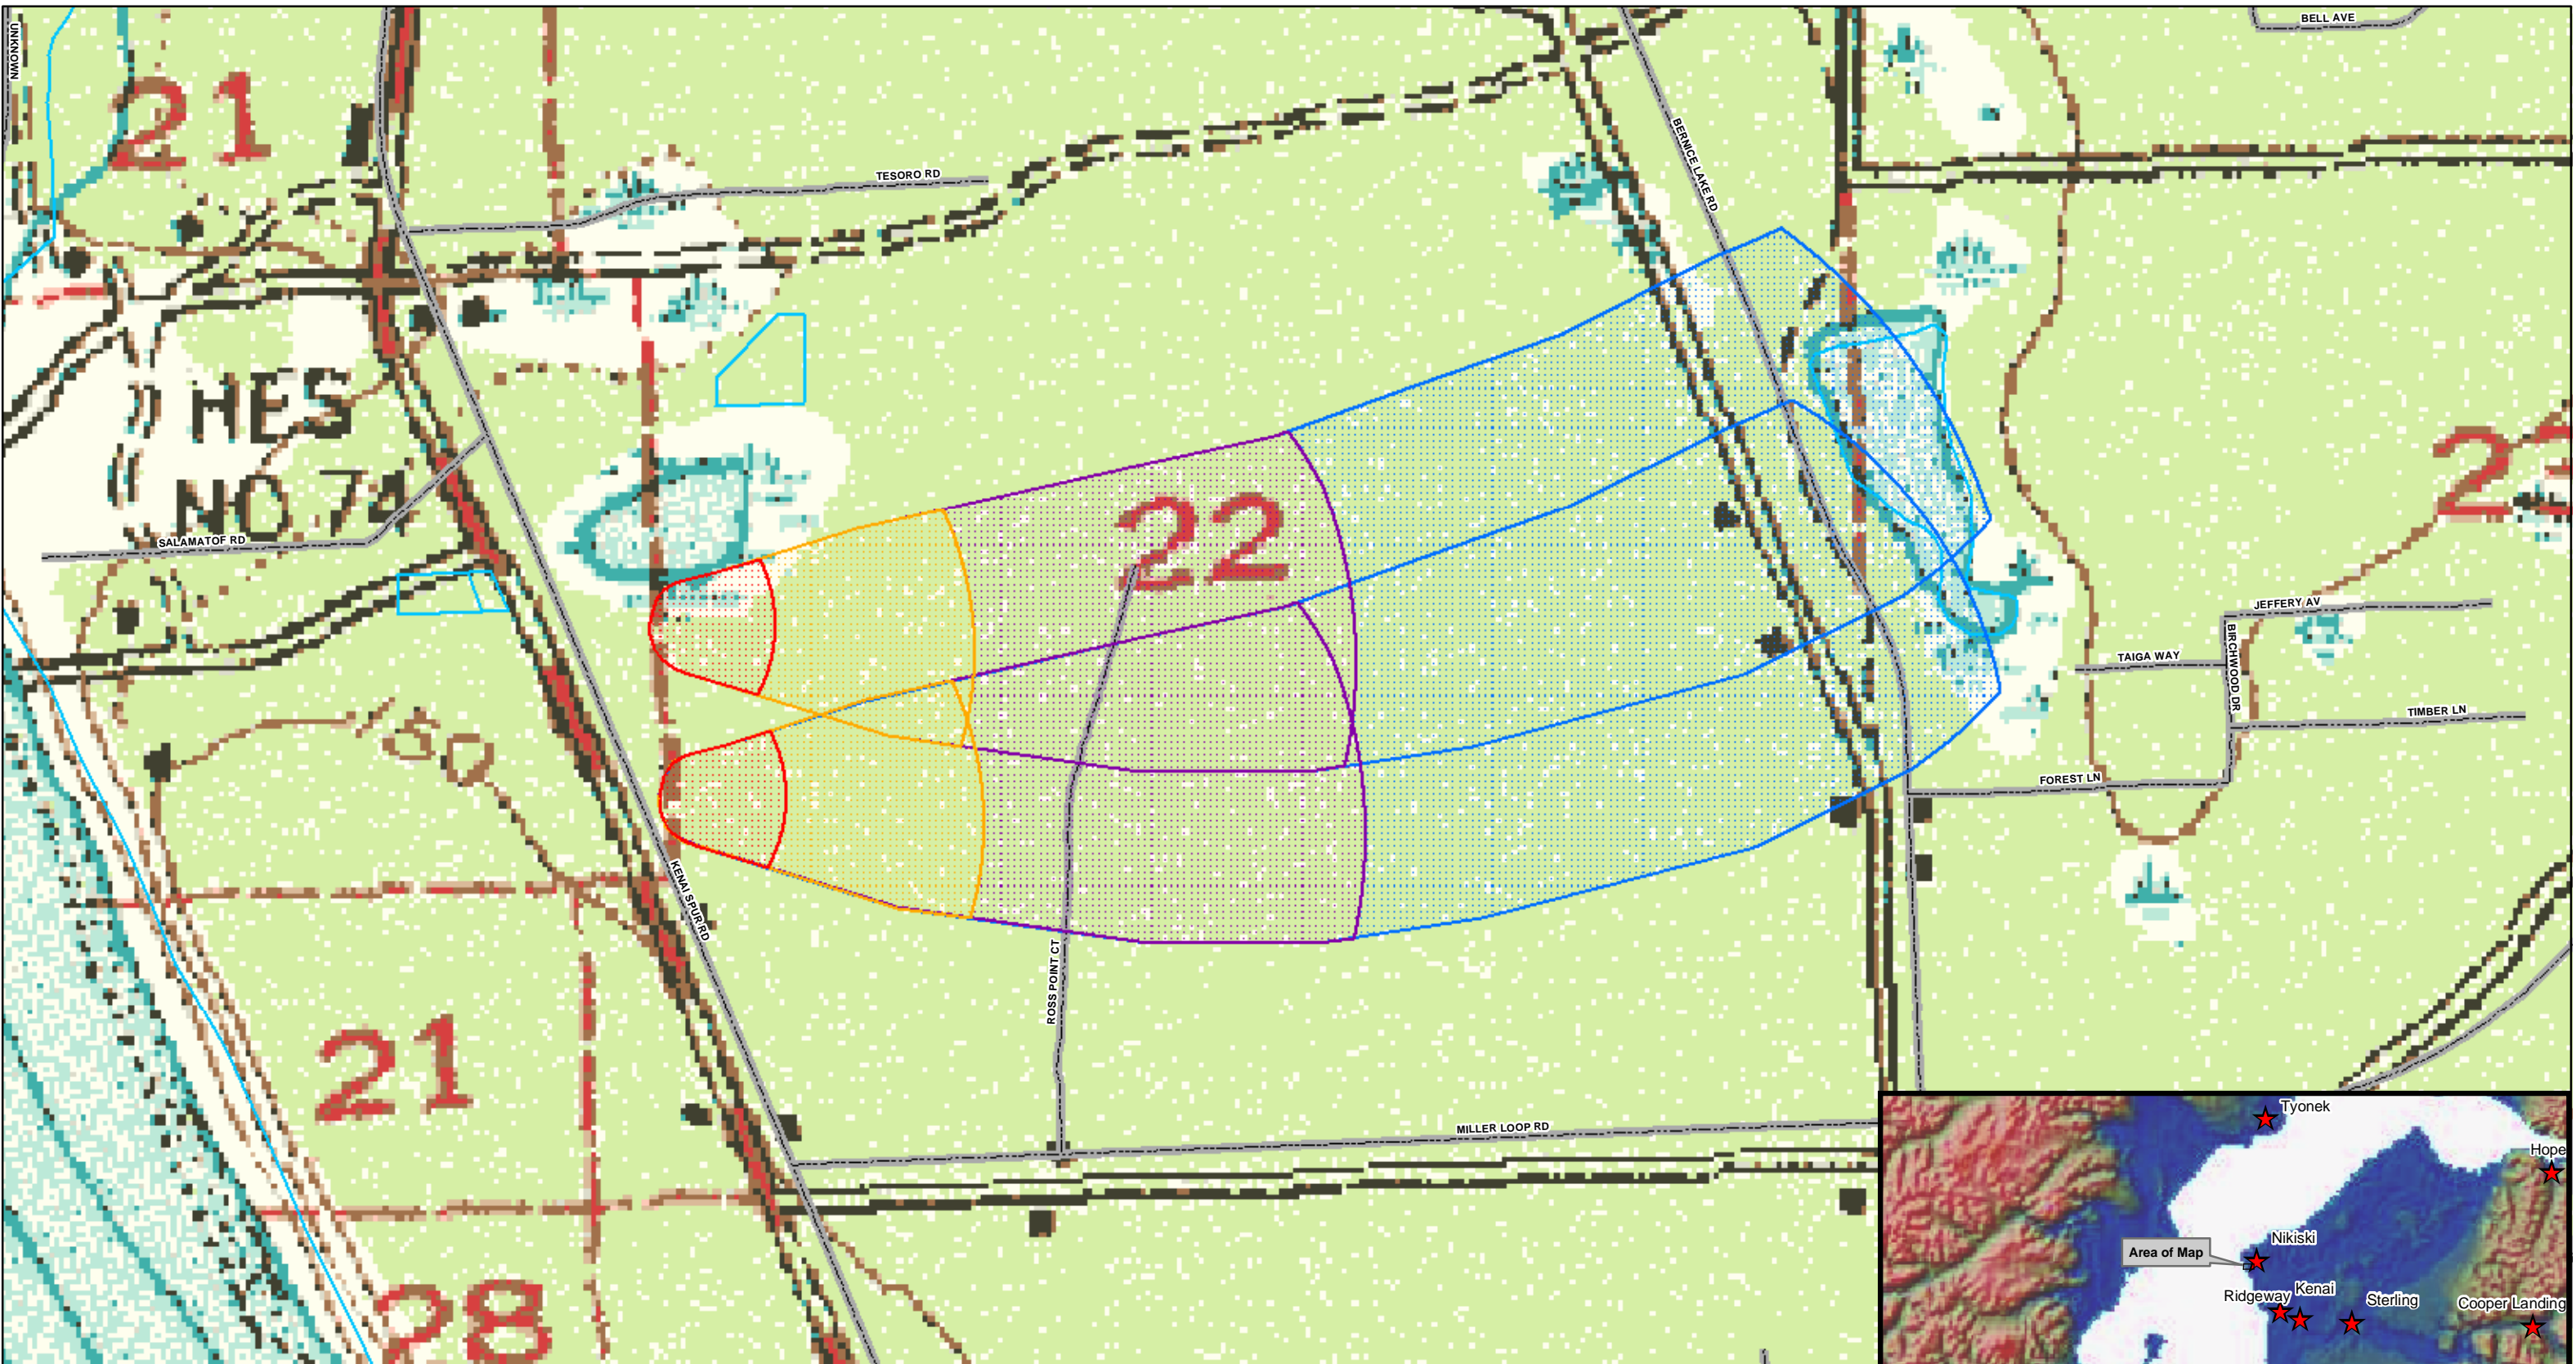 BELL AVE
UNKNOWN
21
BERNICE LAKE RD
TESORO RD
HES
NO 74
22
SALAMATOF RD
JEFFERY AV
BIRCHWOOD DR
TAIGA WAY
TIMBER LN
80
FOREST LN
KENAI SPUR RD
ROSS POINT CT
21
MILLER LOOP RD
28
Tyonek
Hope
Nikiski
Area of Map
Kenai
Ridgeway
Sterling
Cooper Landing